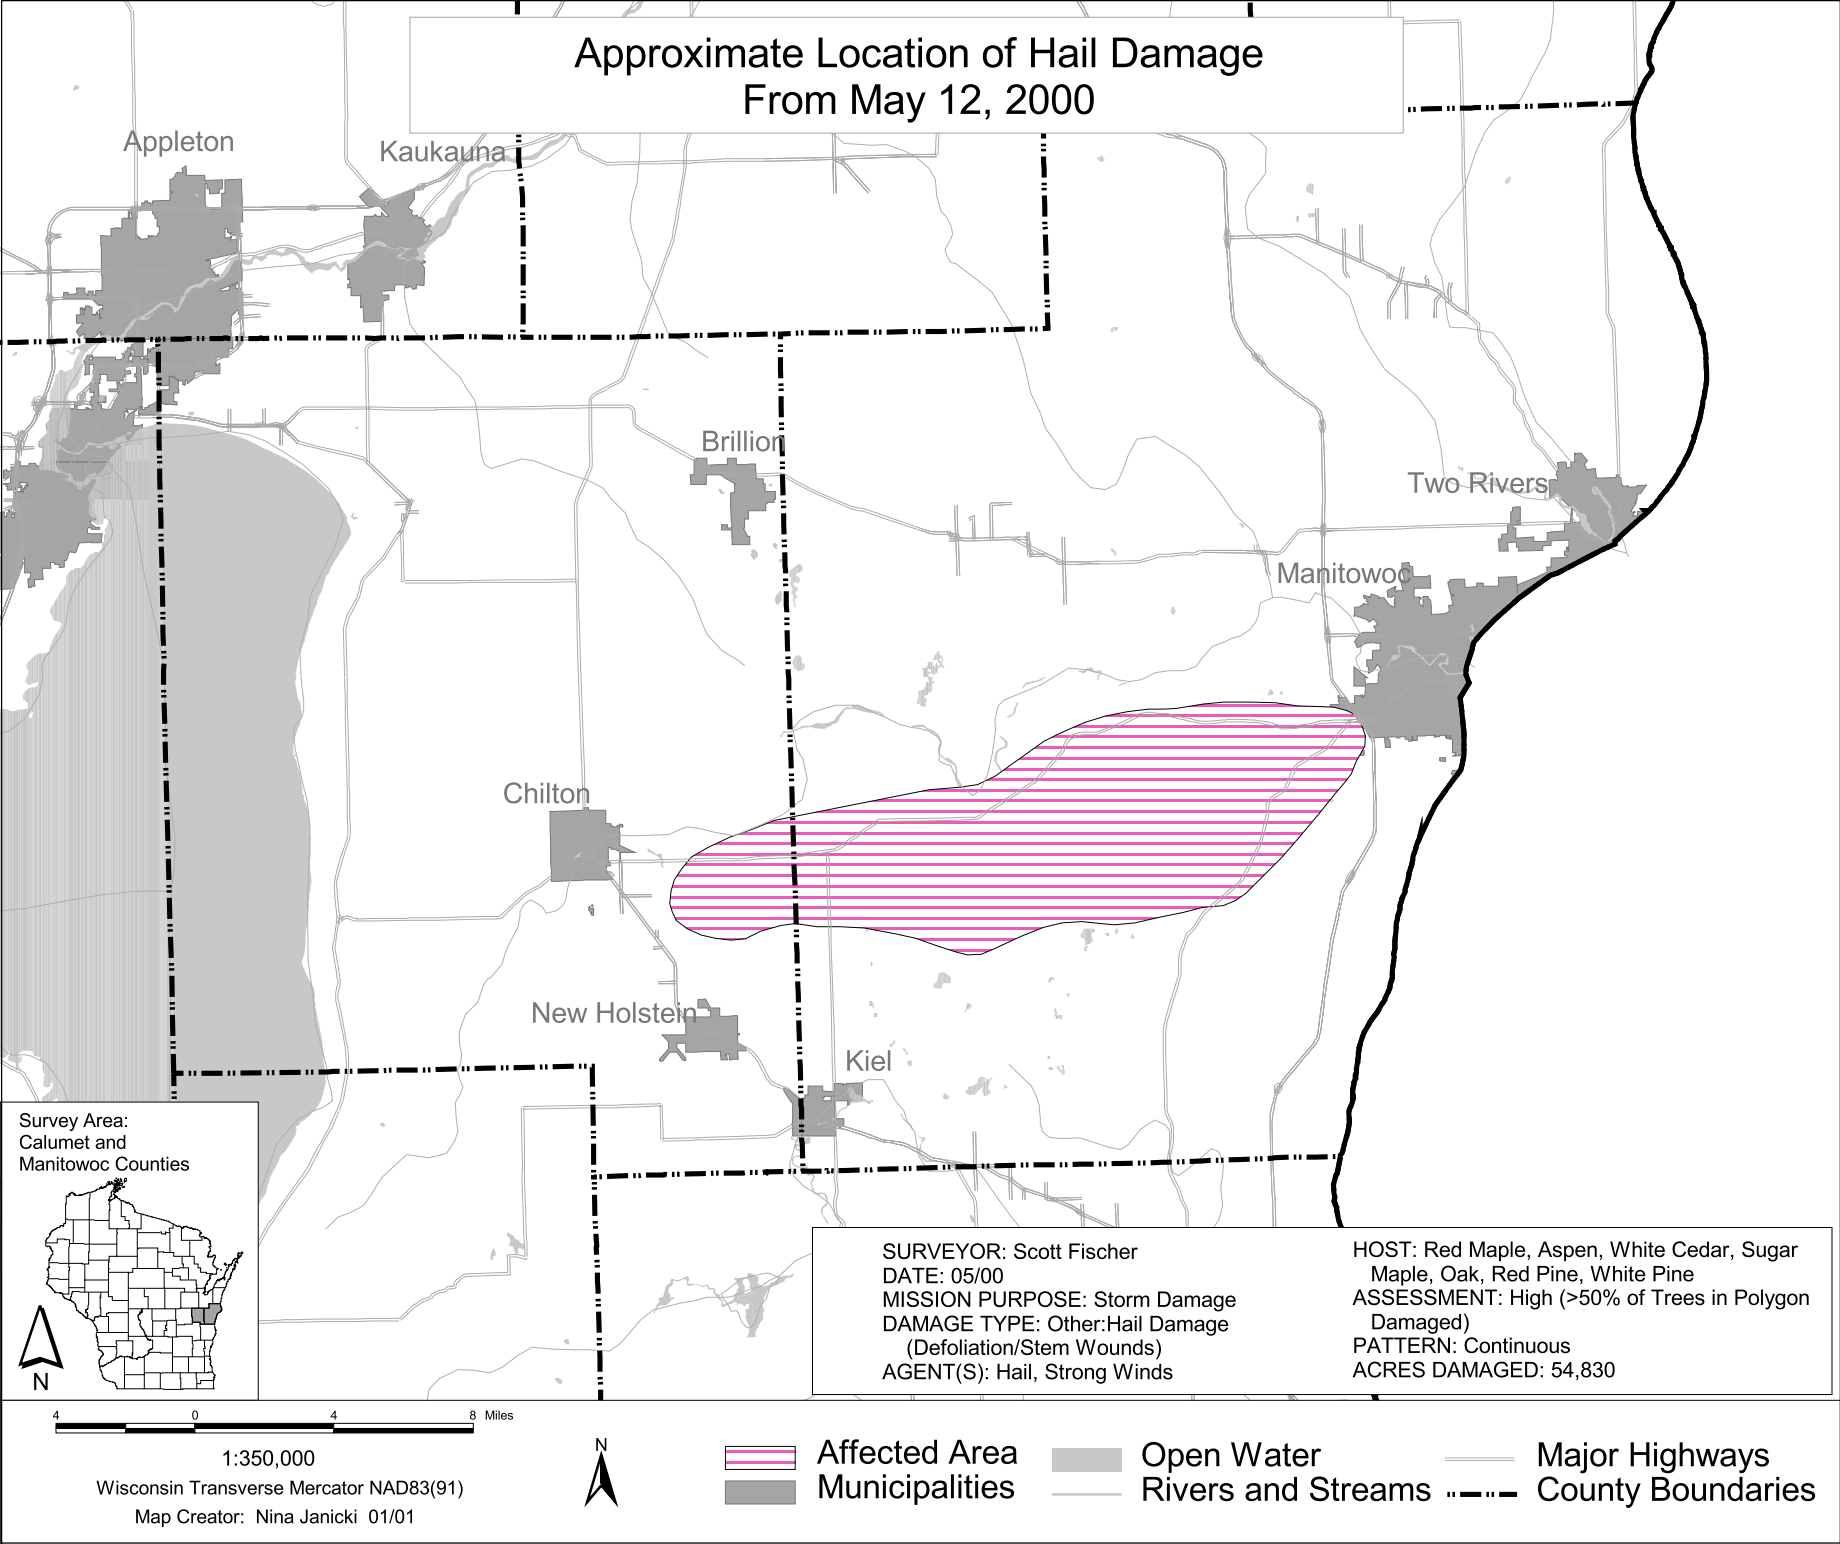 Approximate Location of Hail Damage
From May 12, 2000
Appleton
Kaukauna
Brillion
Two Rivers
Manitowoc
Chilton
New Holstein
Kiel
Survey Area:
Calumet and
Manitowoc Counties
N
SURVEYOR: Scott Fischer
DATE: 05/00
MISSION PURPOSE: Storm Damage
DAMAGE TYPE: Other:Hail Damage
(Defoliation/Stem Wounds)
AGENT(S): Hail, Strong Winds
HOST: Red Maple, Aspen, White Cedar, Sugar
Maple, Oak, Red Pine, White Pine
ASSESSMENT: High (>50% of Trees in Polygon
Damaged)
PATTERN: Continuous
ACRES DAMAGED: 54,830
4 0 4 8 Miles
1:350,000
Wisconsin Transverse Mercator NAD83(91)
Map Creator: Nina Janicki 01/01
N
Affected Area
Municipalities
Open Water
Rivers and Streams
Major Highways
County Boundaries